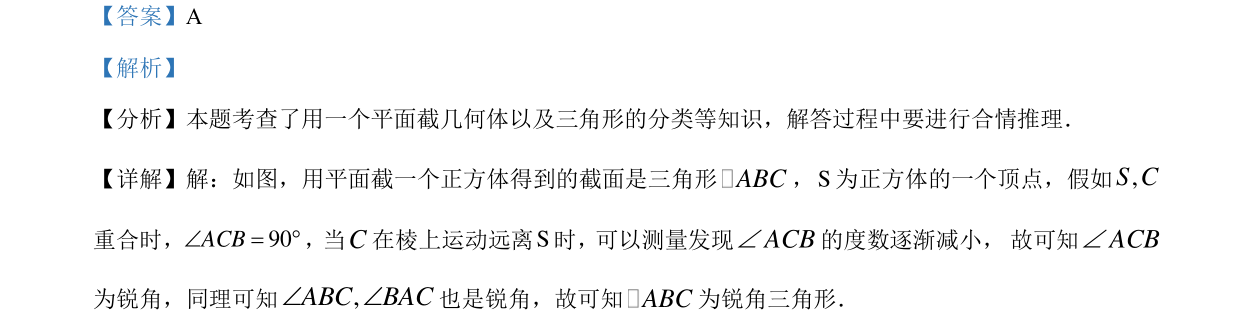 【答案】A
【解析】
【分析】本题考查了用一个平面截几何体以及三角形的分类等知识，解答过程中要进行合情推理．
【详解】解：如图，用平面截一个正方体得到的截面是三角形□ABC，S为正方体的一个顶点，假如S,C
重合时，∠ACB=90°，当C在棱上运动远离S时，可以测量发现∠ACB的度数逐渐减小，故可知∠ACB
为锐角，同理可知∠ABC,∠BAC也是锐角，故可知□ABC为锐角三角形．